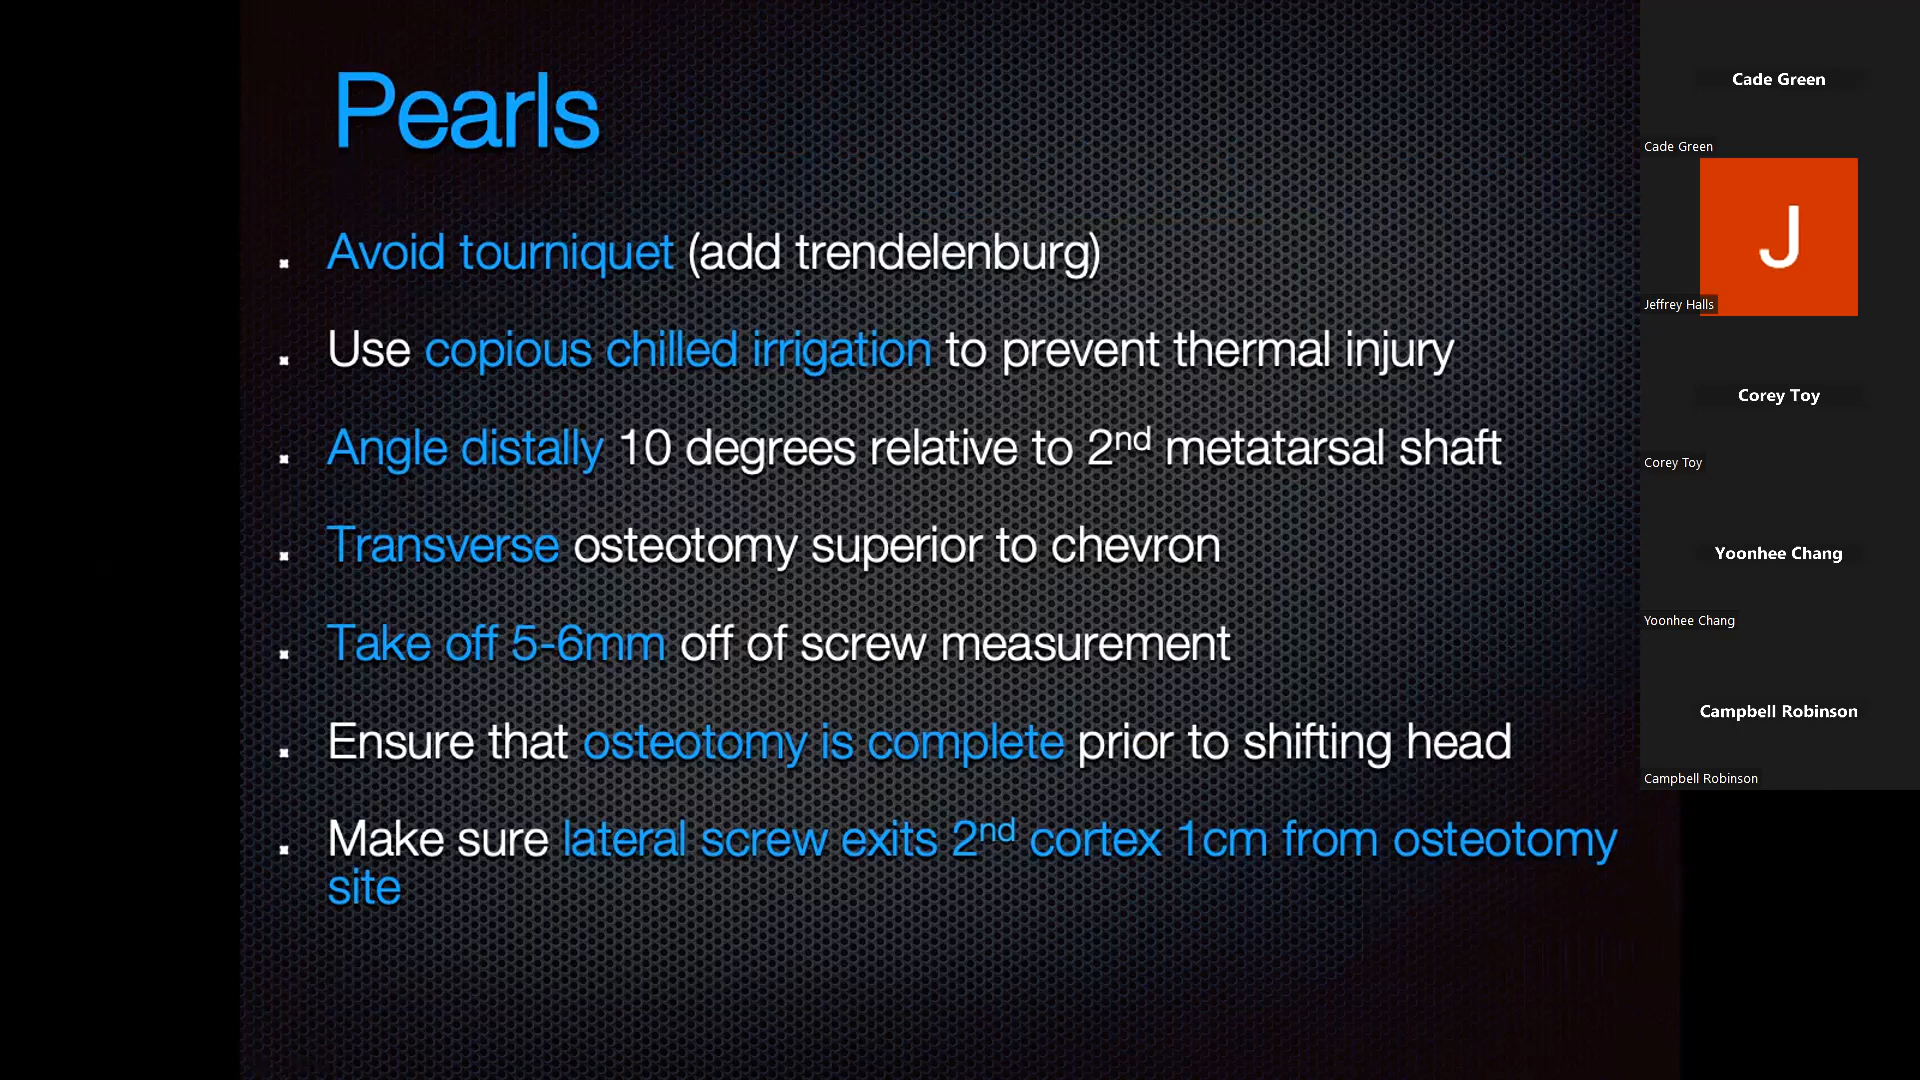 Pearls
Avoid tourniquet (add trendelenburg)
Use copious chilled irrigation to prevent thermal injury
Angle distally 10 degrees relative to 2nd metatarsal shaft
Transverse osteotomy superior to chevron
Take off 5-6mm off of screw measurement
Ensure that osteotomy is complete prior to shifting head
Make sure lateral screw exits 2nd cortex 1cm from osteotomy
site
Cade Green
Cade Green
J
Jeffrey Halls
Corey Toy
Corey Toy
Yoonhee Chang
Yoonhee Chang
Campbell Robinson
Campbell Robinson